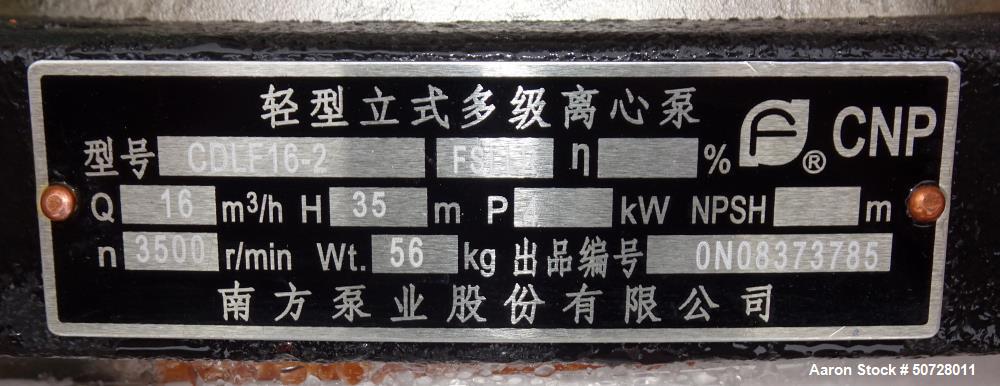 轻型立式多级离心泵
型号 CDLF16-2 η % ® CNP
Q 16 m³/h H 35 m P 4 kW NPSH m
n 3500 r/min Wt. 56 kg 出品编号 0N08373785
南方泵业股份有限公司
Aaron Stock # 50728011